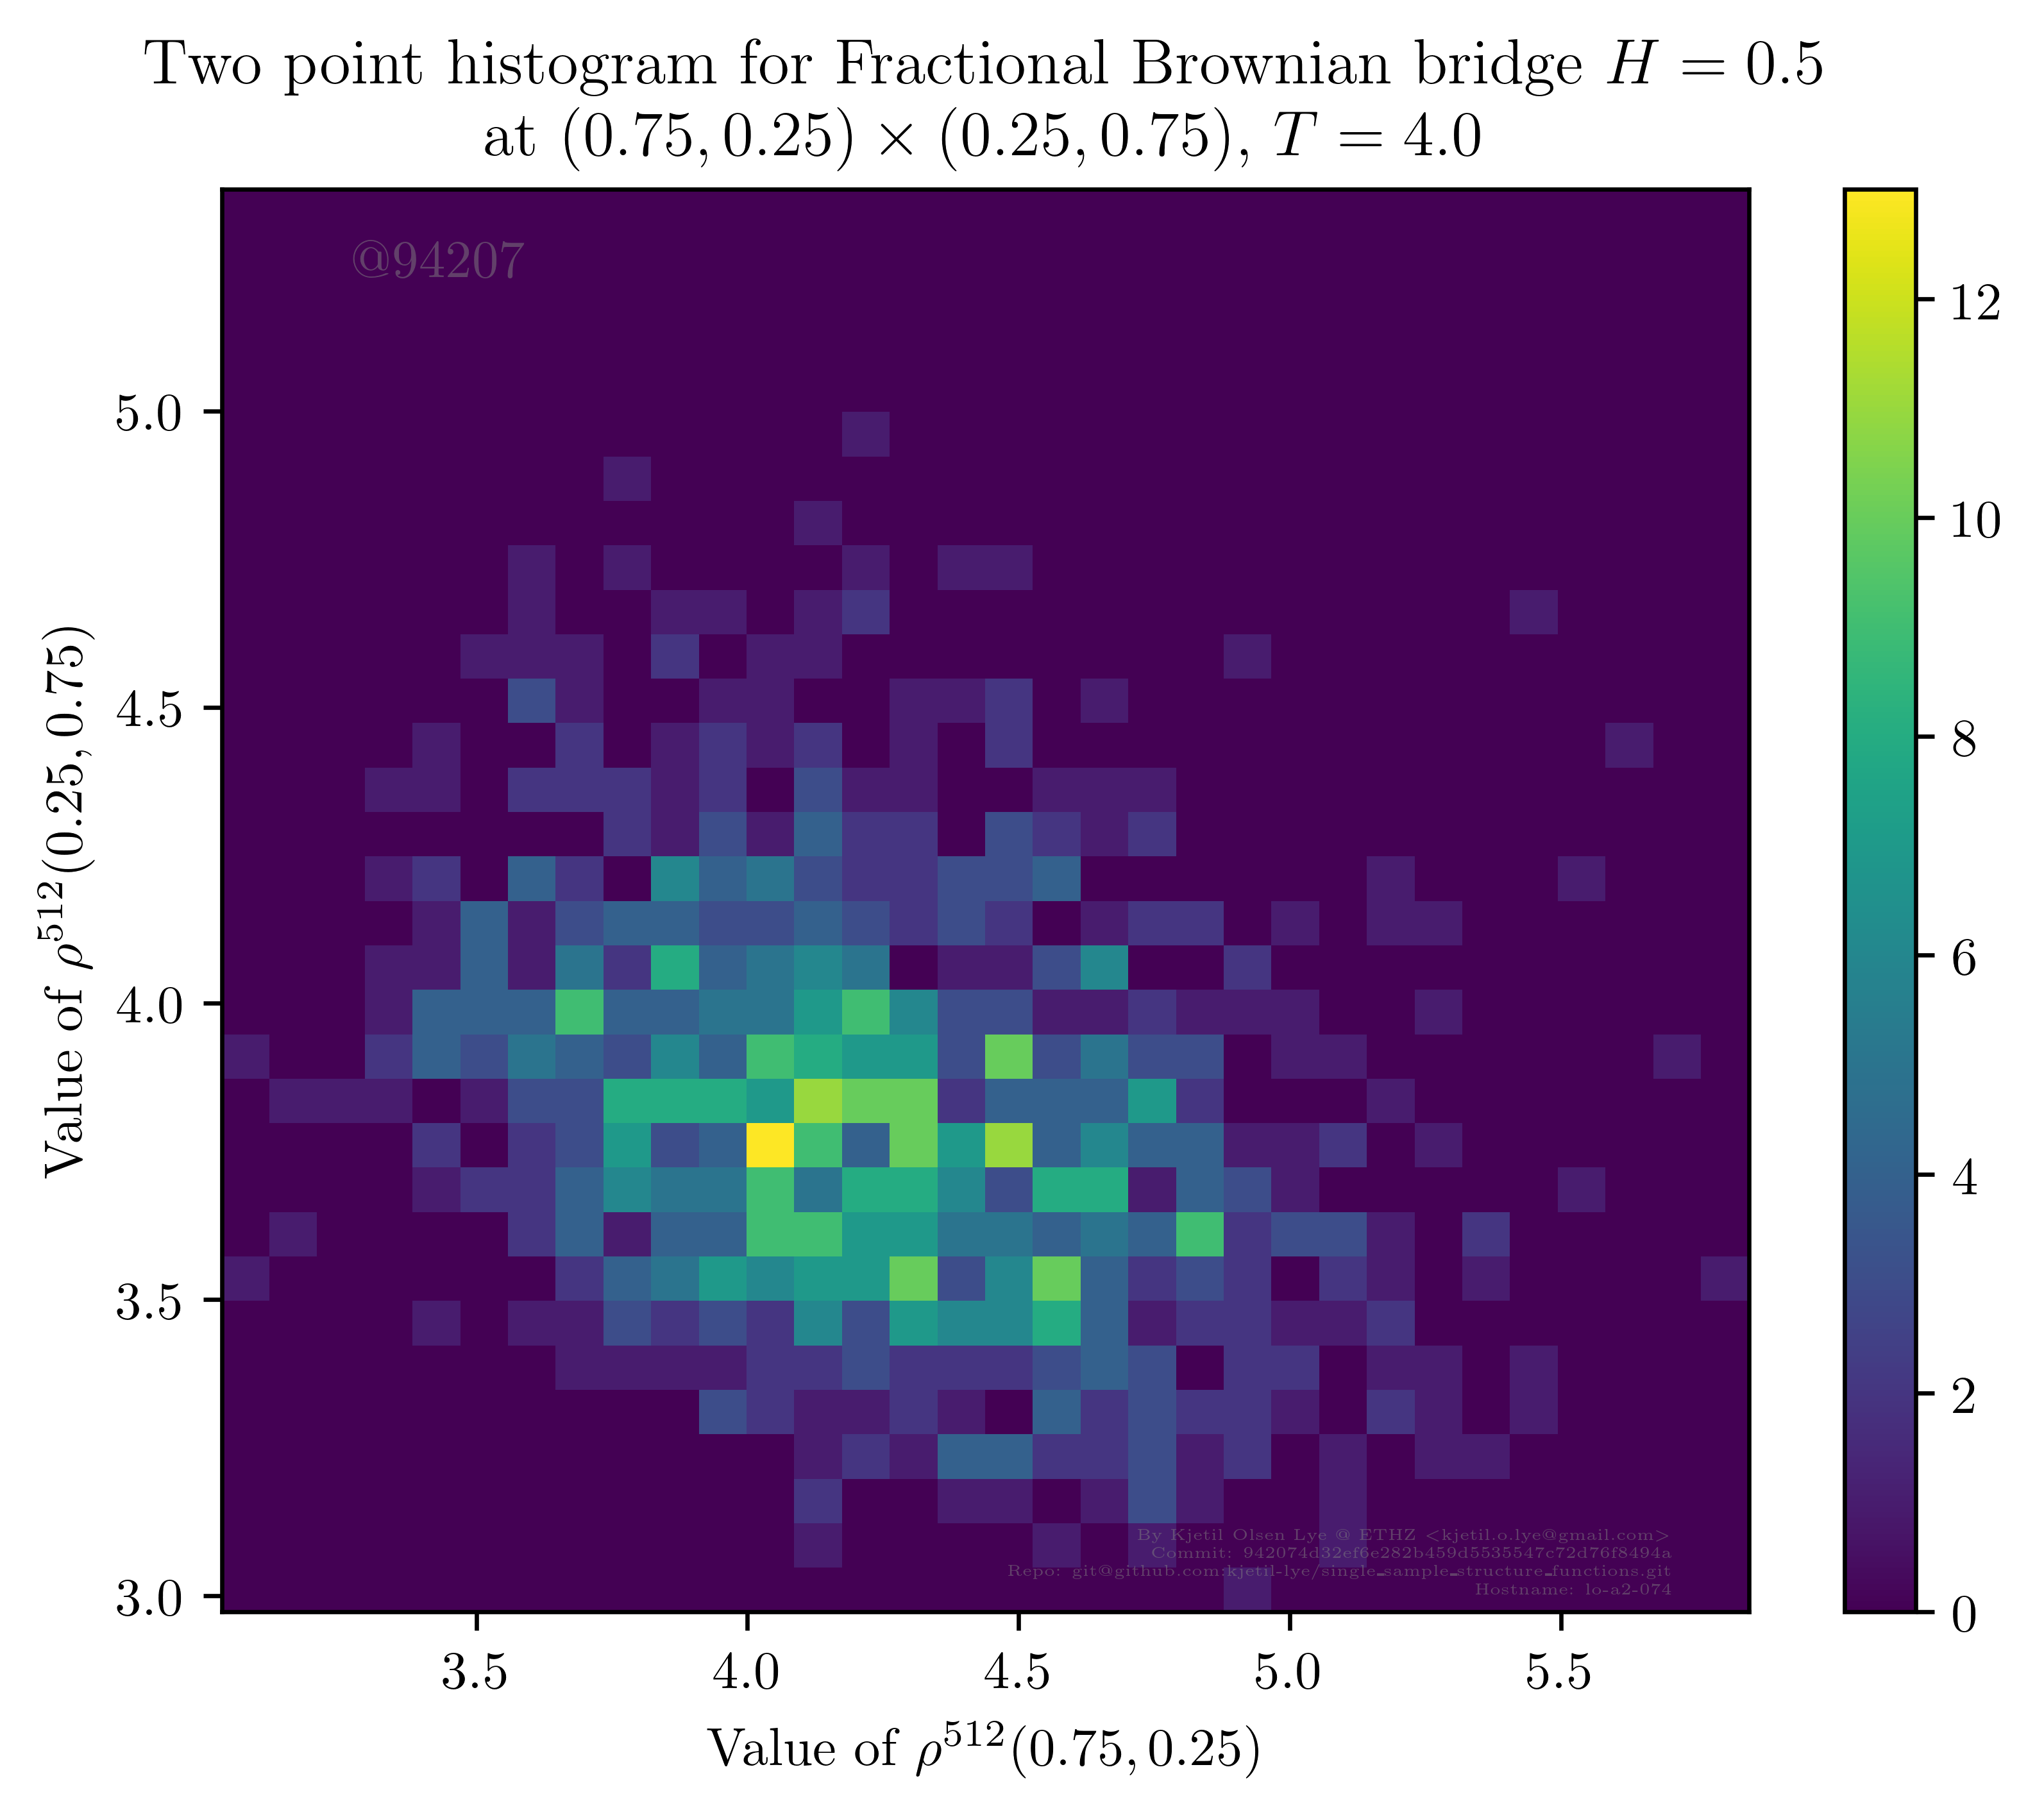 Two point histogram for Fractional Brownian bridge H = 0.5
at (0.75, 0.25) × (0.25, 0.75), T = 4.0
@94207
12
10
8
6
4
2
0
Value of ρ^512(0.25, 0.75)
5.0
4.5
4.0
3.5
3.0
By Kjetil Olsen Lye @ ETHZ <kjetil.o.lye@gmail.com>
Commit: 942074d32ef6e282b459d5535547c72d76f8494a
Repo: git@github.com:kjetil-lye/single_sample_structure_functions.git
Hostname: lo-a2-074
3.5 4.0 4.5 5.0 5.5
Value of ρ^512(0.75, 0.25)